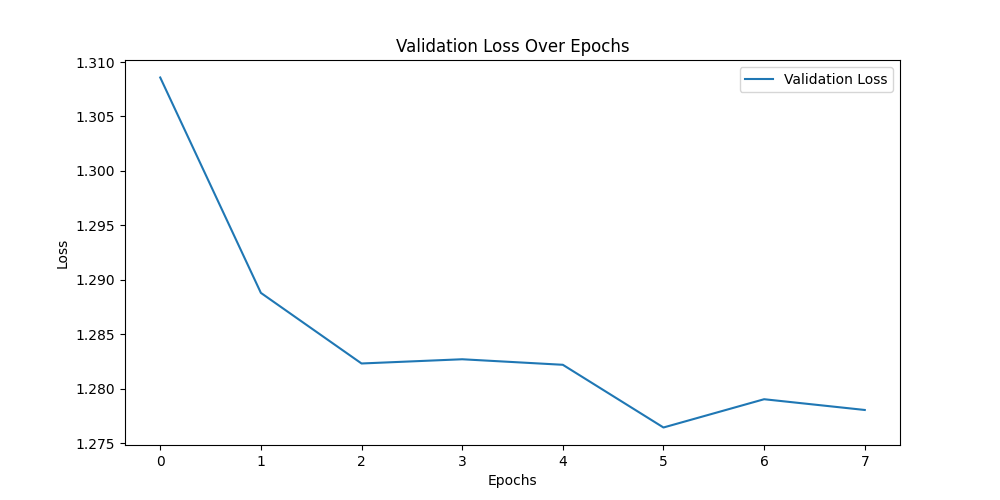 Validation Loss Over Epochs
Validation Loss
Loss
1.310
1.305
1.300
1.295
1.290
1.285
1.280
1.275
0 1 2 3 4 5 6 7
Epochs